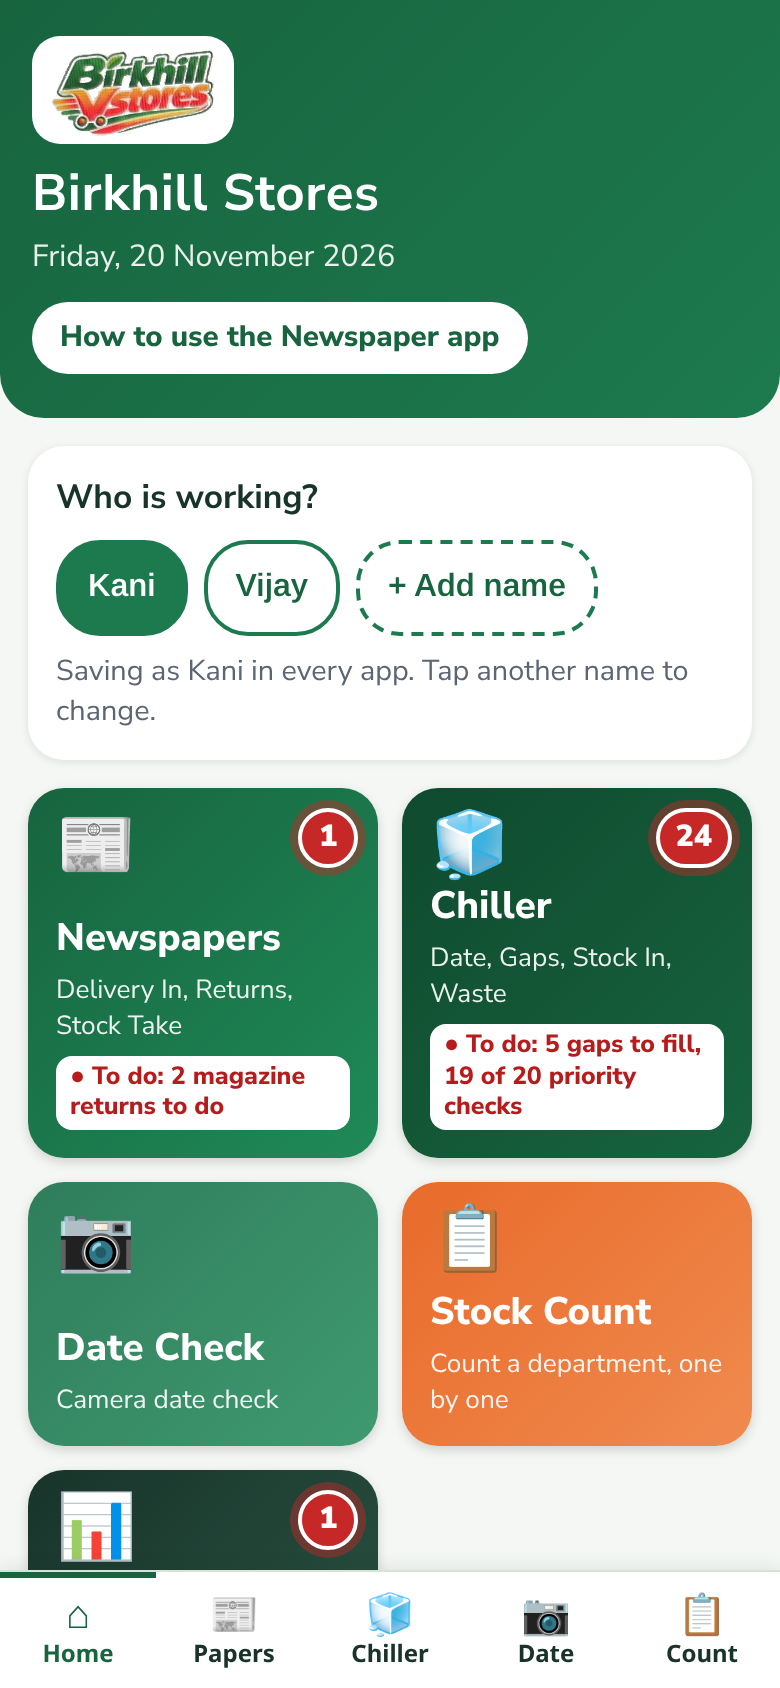 Birkhill
Vstores
Birkhill Stores
Friday, 20 November 2026
How to use the Newspaper app
Who is working?
Kani
Vijay
+ Add name
Saving as Kani in every app. Tap another name to
change.
1
Newspapers
Delivery In, Returns,
Stock Take
● To do: 2 magazine
returns to do
24
Chiller
Date, Gaps, Stock In,
Waste
● To do: 5 gaps to fill,
19 of 20 priority
checks
Date Check
Camera date check
Stock Count
Count a department, one
by one
1
Home
Papers
Chiller
Date
Count